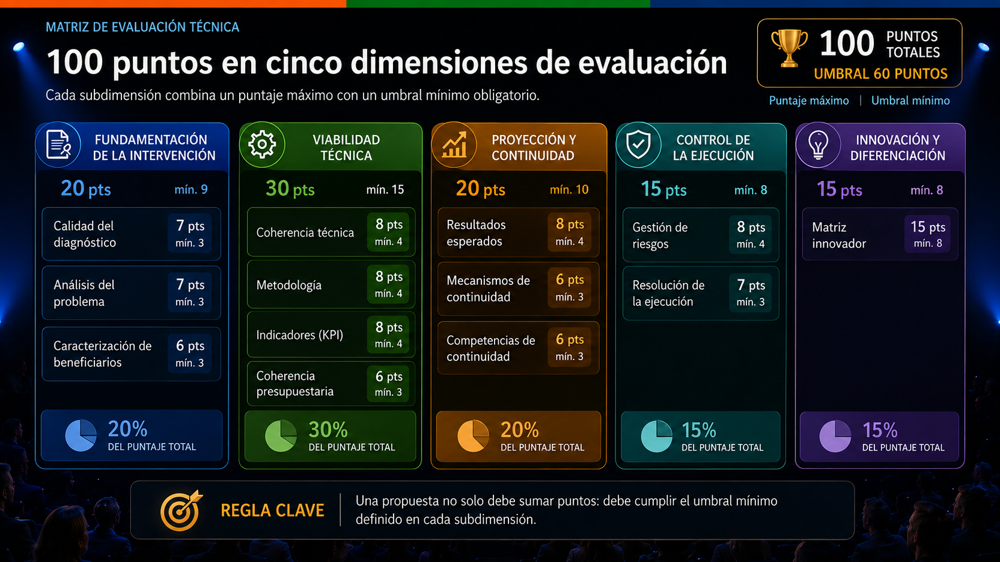 MATRIZ DE EVALUACIÓN TÉCNICA
100 puntos en cinco dimensiones de evaluación
Cada subdimensión combina un puntaje máximo con un umbral mínimo obligatorio.
100 PUNTOS TOTALES
UMBRAL 60 PUNTOS
Puntaje máximo | Umbral mínimo
FUNDAMENTACIÓN
DE LA INTERVENCIÓN
20 pts mín. 9
Calidad del
diagnóstico
7 pts
mín. 3
Análisis del
problema
7 pts
mín. 3
Caracterización de
beneficiarios
6 pts
mín. 3
20%
DEL PUNTAJE TOTAL
VIABILIDAD
TÉCNICA
30 pts mín. 15
Coherencia técnica
8 pts
mín. 4
Metodología
8 pts
mín. 4
Indicadores (KPI)
8 pts
mín. 4
Coherencia
presupuestaria
6 pts
mín. 3
30%
DEL PUNTAJE TOTAL
PROYECCIÓN Y
CONTINUIDAD
20 pts mín. 10
Resultados
esperados
8 pts
mín. 4
Mecanismos de
continuidad
6 pts
mín. 3
Competencias de
continuidad
6 pts
mín. 3
20%
DEL PUNTAJE TOTAL
CONTROL DE
LA EJECUCIÓN
15 pts mín. 8
Gestión de
riesgos
8 pts
mín. 4
Resolución de
la ejecución
7 pts
mín. 3
15%
DEL PUNTAJE TOTAL
INNOVACIÓN Y
DIFERENCIACIÓN
15 pts mín. 8
Matriz
innovador
15 pts
mín. 8
15%
DEL PUNTAJE TOTAL
REGLA CLAVE
Una propuesta no solo debe sumar puntos: debe cumplir el umbral mínimo
definido en cada subdimensión.